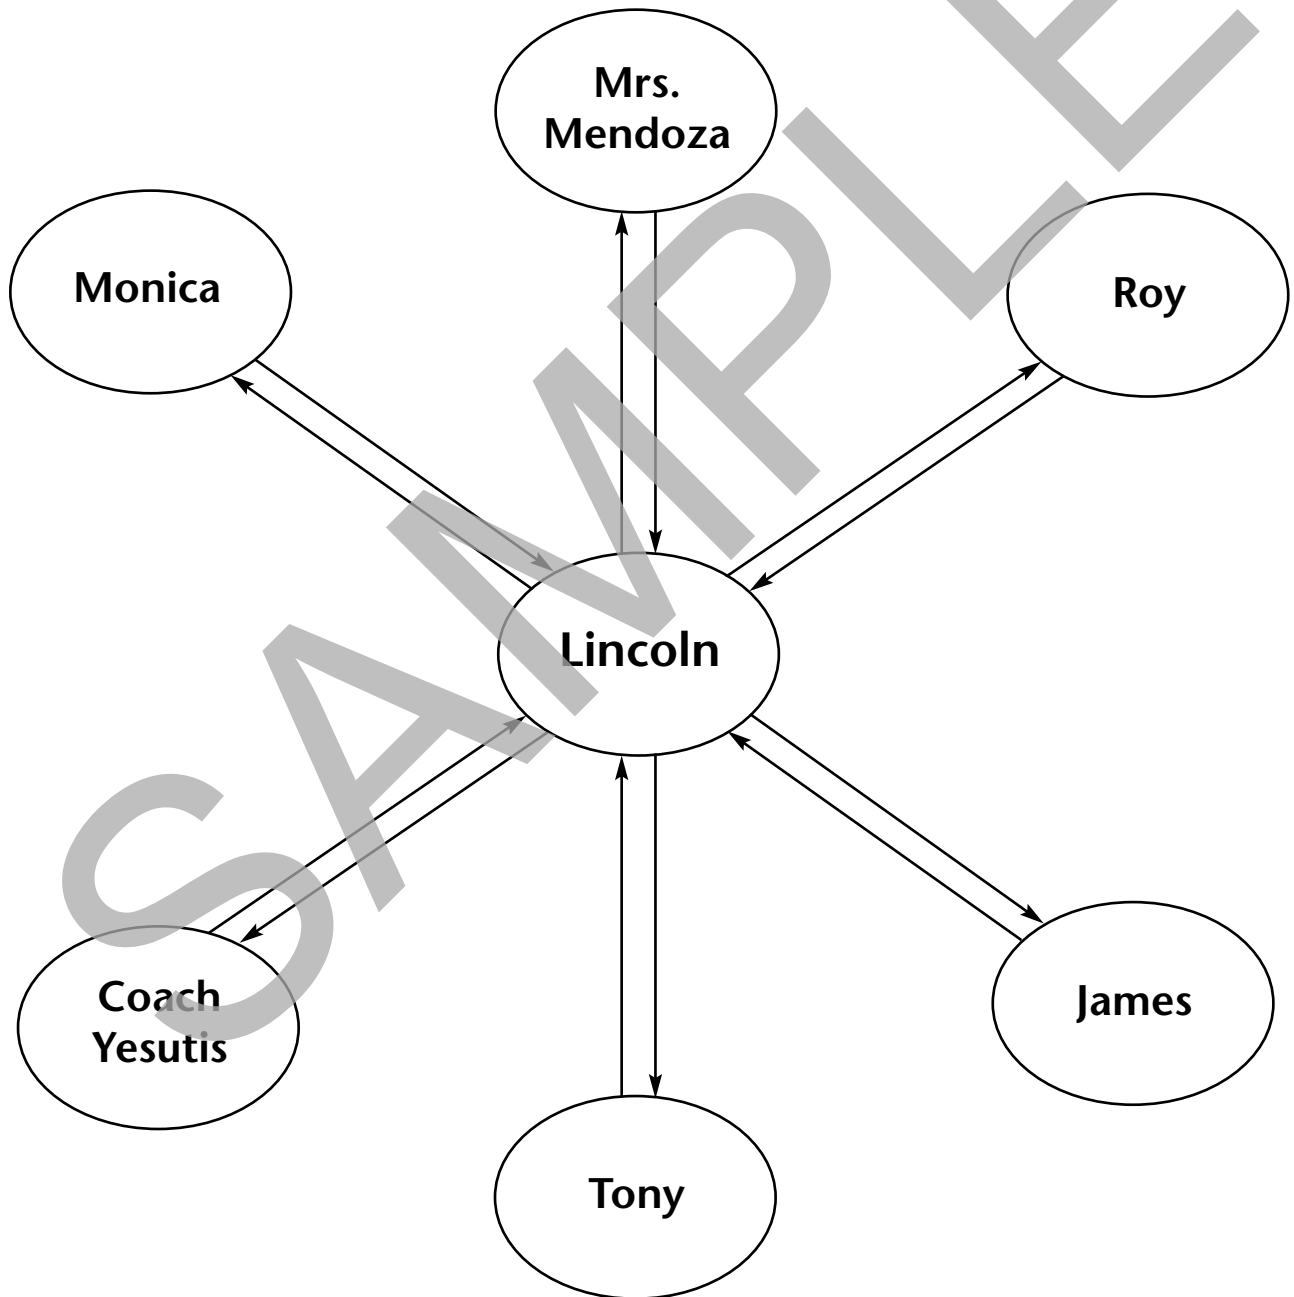 Mrs.
Mendoza
Monica
Roy
Lincoln
Coach
Yesutis
James
Tony
SAMPLE